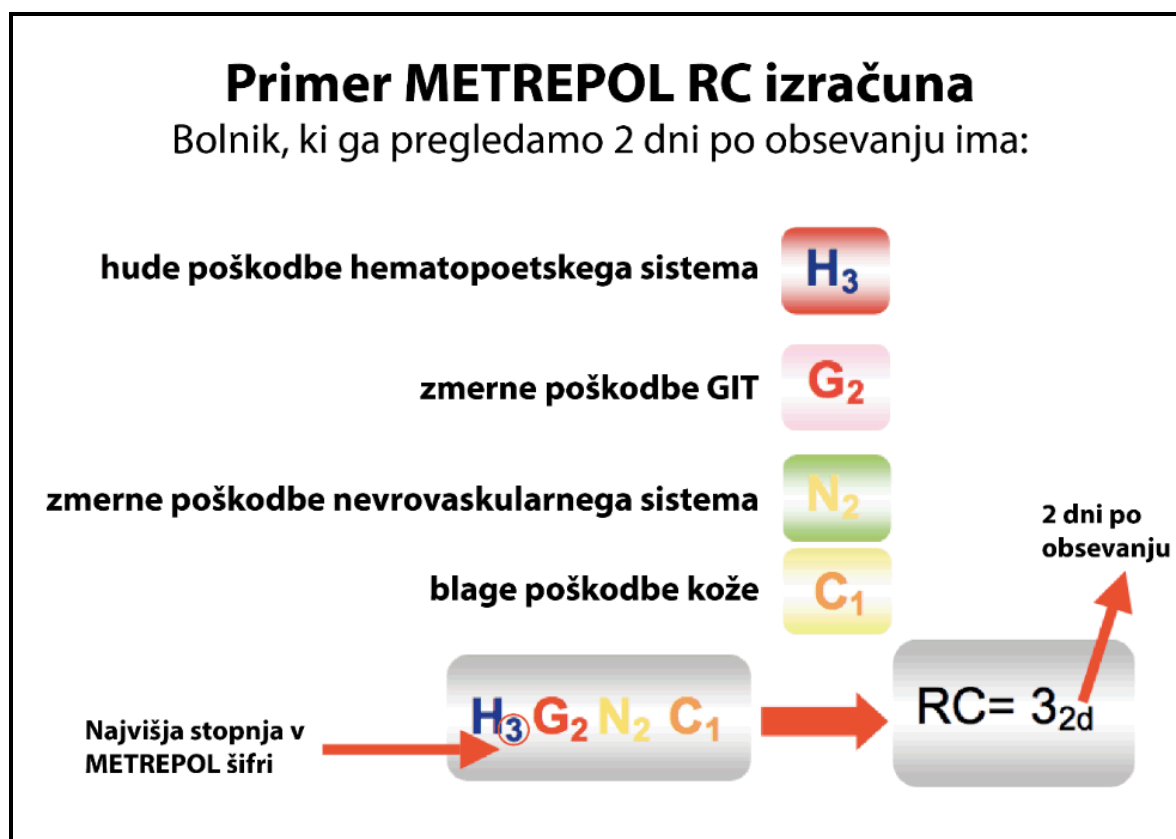 Primer METREPOL RC izračuna
Bolnik, ki ga pregledamo 2 dni po obsevanju ima:
hude poškodbe hematopoetskega sistema H₃
zmerne poškodbe GIT G₂
zmerne poškodbe nevrovaskularnega sistema N₂
2 dni po
obsevanju
blage poškodbe kože C₁
Najvišja stopnja v
METREPOL šifri
H₃ G₂ N₂ C₁
RC= 3₂d